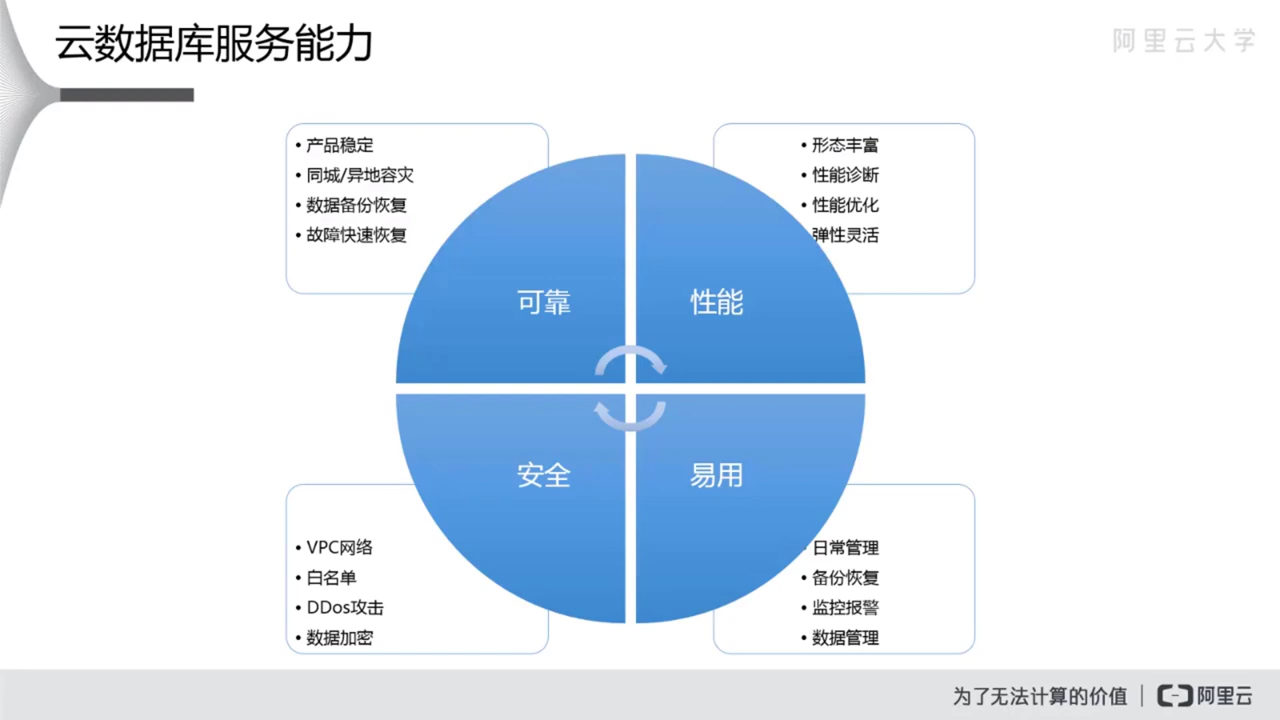 云数据库服务能力
阿里云大学
• 产品稳定
• 同城/异地容灾
• 数据备份恢复
• 故障快速恢复
• 形态丰富
• 性能诊断
• 性能优化
弹性灵活
可靠
性能
安全
易用
• VPC网络
• 白名单
• DDos攻击
• 数据加密
• 日常管理
• 备份恢复
• 监控报警
• 数据管理
为了无法计算的价值 | 阿里云